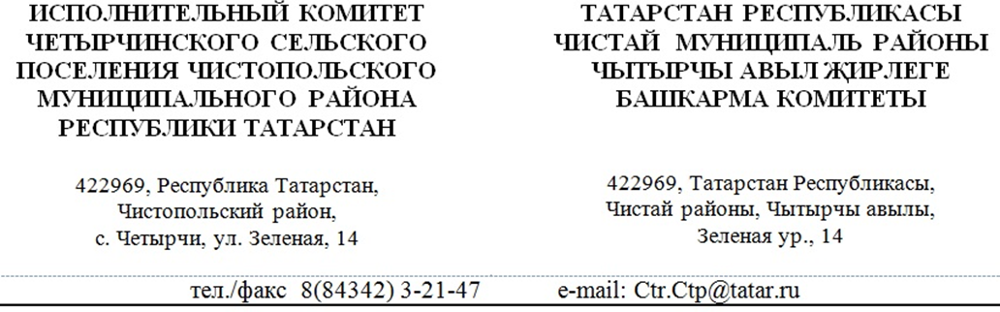 ИСПОЛНИТЕЛЬНЫЙ КОМИТЕТ
ЧЕТЫРЧИНСКОГО СЕЛЬСКОГО
ПОСЕЛЕНИЯ ЧИСТОПОЛЬСКОГО
МУНИЦИПАЛЬНОГО РАЙОНА
РЕСПУБЛИКИ ТАТАРСТАН
422969, Республика Татарстан,
Чистопольский район,
с. Четырчи, ул. Зеленая, 14
ТАТАРСТАН РЕСПУБЛИКАСЫ
ЧИСТАЙ МУНИЦИПАЛЬ РАЙОНЫ
ЧЫТЫРЧЫ АВЫЛ ҖИРЛЕГЕ
БАШКАРМА КОМИТЕТЫ
422969, Татарстан Республикасы,
Чистай районы, Чытырчы авылы,
Зеленая ур., 14
тел./факс 8(84342) 3-21-47 e-mail: Ctr.Ctp@tatar.ru